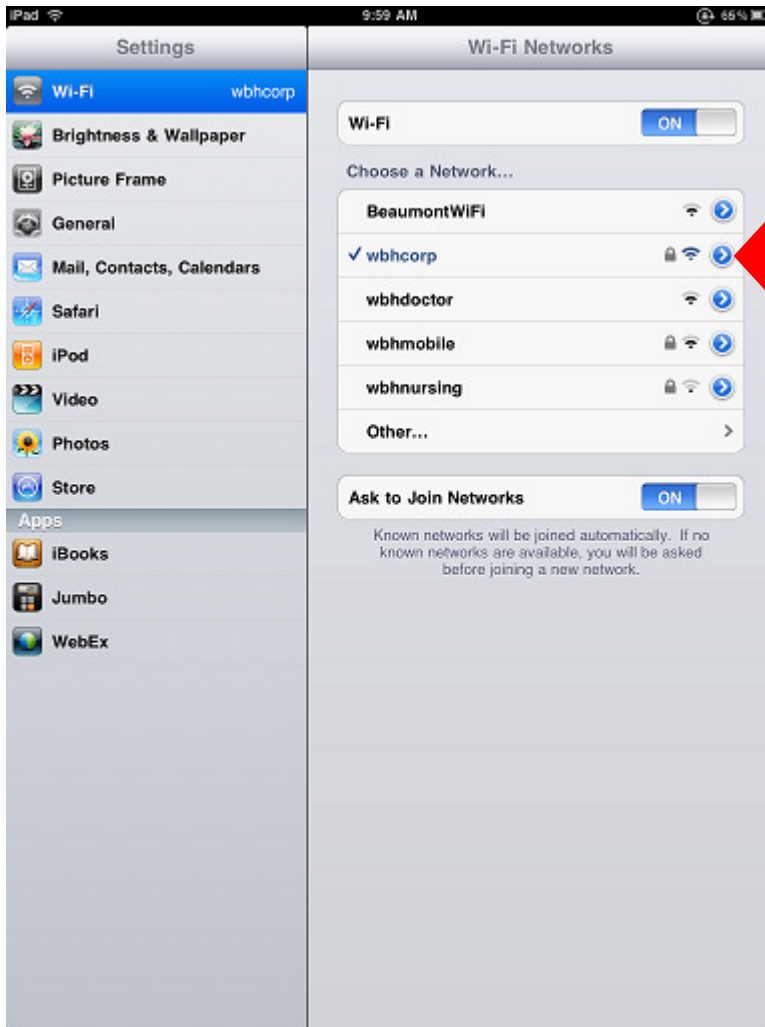 iPad 9:59 AM 66%
Settings
Wi-Fi Networks
Wi-Fi wbhcorp
Brightness & Wallpaper
Picture Frame
General
Mail, Contacts, Calendars
Safari
iPod
Video
Photos
Store
Apps
iBooks
Jumbo
WebEx
Wi-Fi ON
Choose a Network...
BeaumontWiFi
wbhcorp
wbhdoctor
wbhmobile
wbhnursing
Other...
Ask to Join Networks ON
Known networks will be joined automatically. If no
known networks are available, you will be asked
before joining a new network.